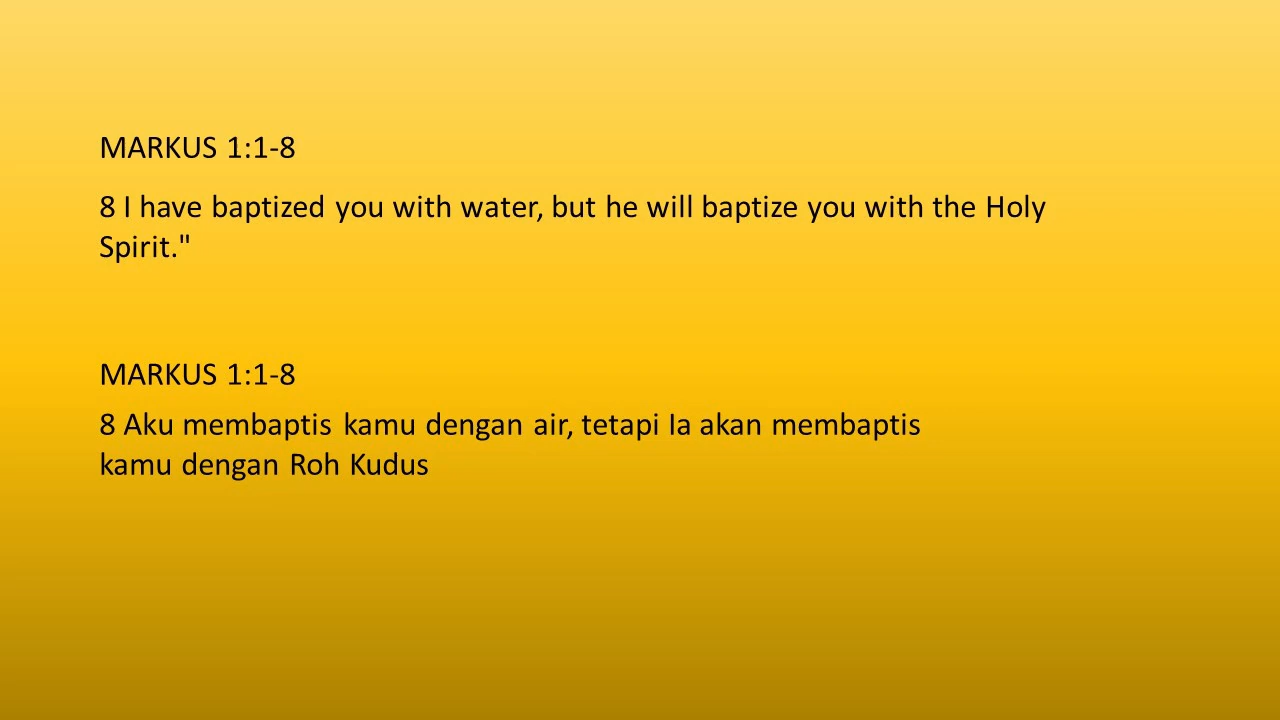 MARKUS 1:1-8
8 I have baptized you with water, but he will baptize you with the Holy
Spirit."
MARKUS 1:1-8
8 Aku membaptis kamu dengan air, tetapi Ia akan membaptis
kamu dengan Roh Kudus